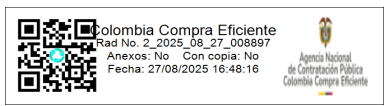 Colombia Compra Eficiente
Rad No. 2_2025_08_27_008897
Anexos: No Con copia: No
Fecha: 27/08/2025 16:48:16
Agencia Nacional
de Contratación Pública
Colombia Compra Eficiente